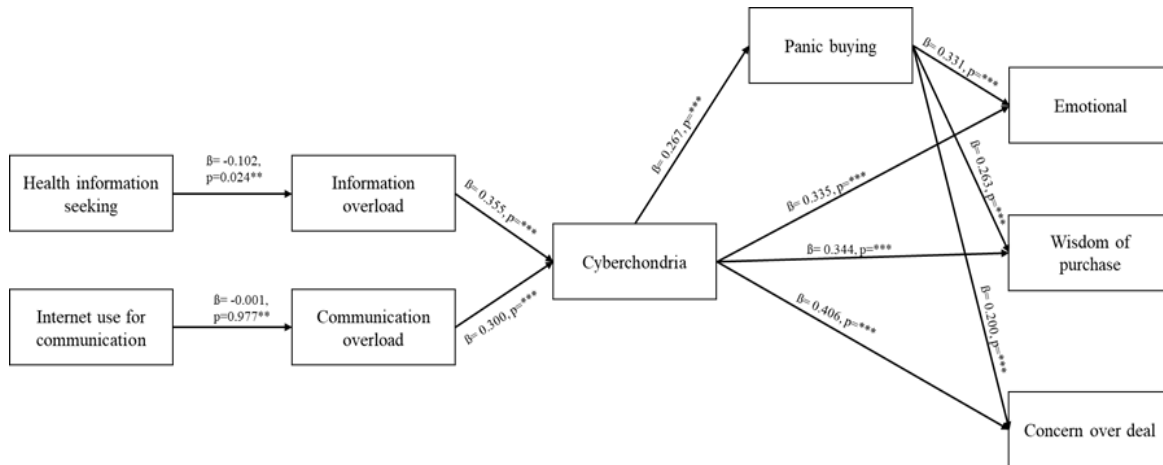 Panic buying
ß= 0.331, p=***
Emotional
ß= 0.267, p=***
ß= 0.263, p=***
ß= -0.102,
p=0.024**
Health information
seeking
Information
overload
ß= 0.355, p=***
ß= 0.335, p=***
Cyberchondria
ß= 0.344, p=***
Wisdom of
purchase
ß= -0.001,
p=0.977**
Internet use for
communication
Communication
overload
ß= 0.300, p=***
ß= 0.406, p=***
ß= 0.200, p=***
Concern over deal